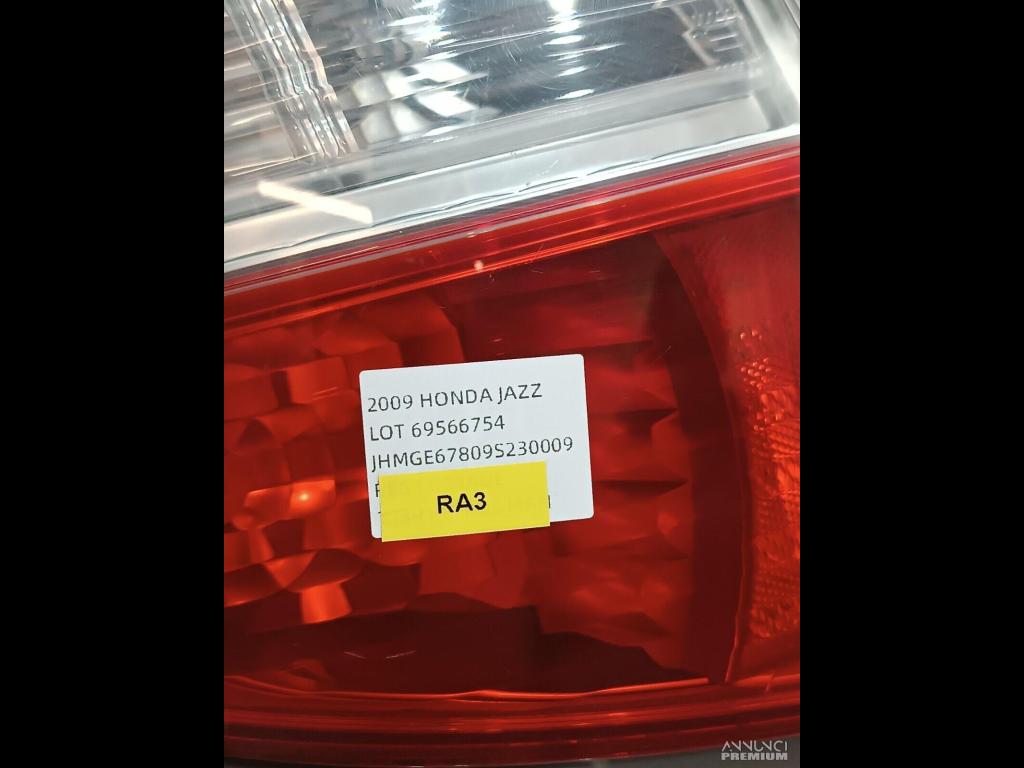 2009 HONDA JAZZ
LOT 69566754
JHMGE67809S230009
RA3
ANNUNCI
PREMIUM